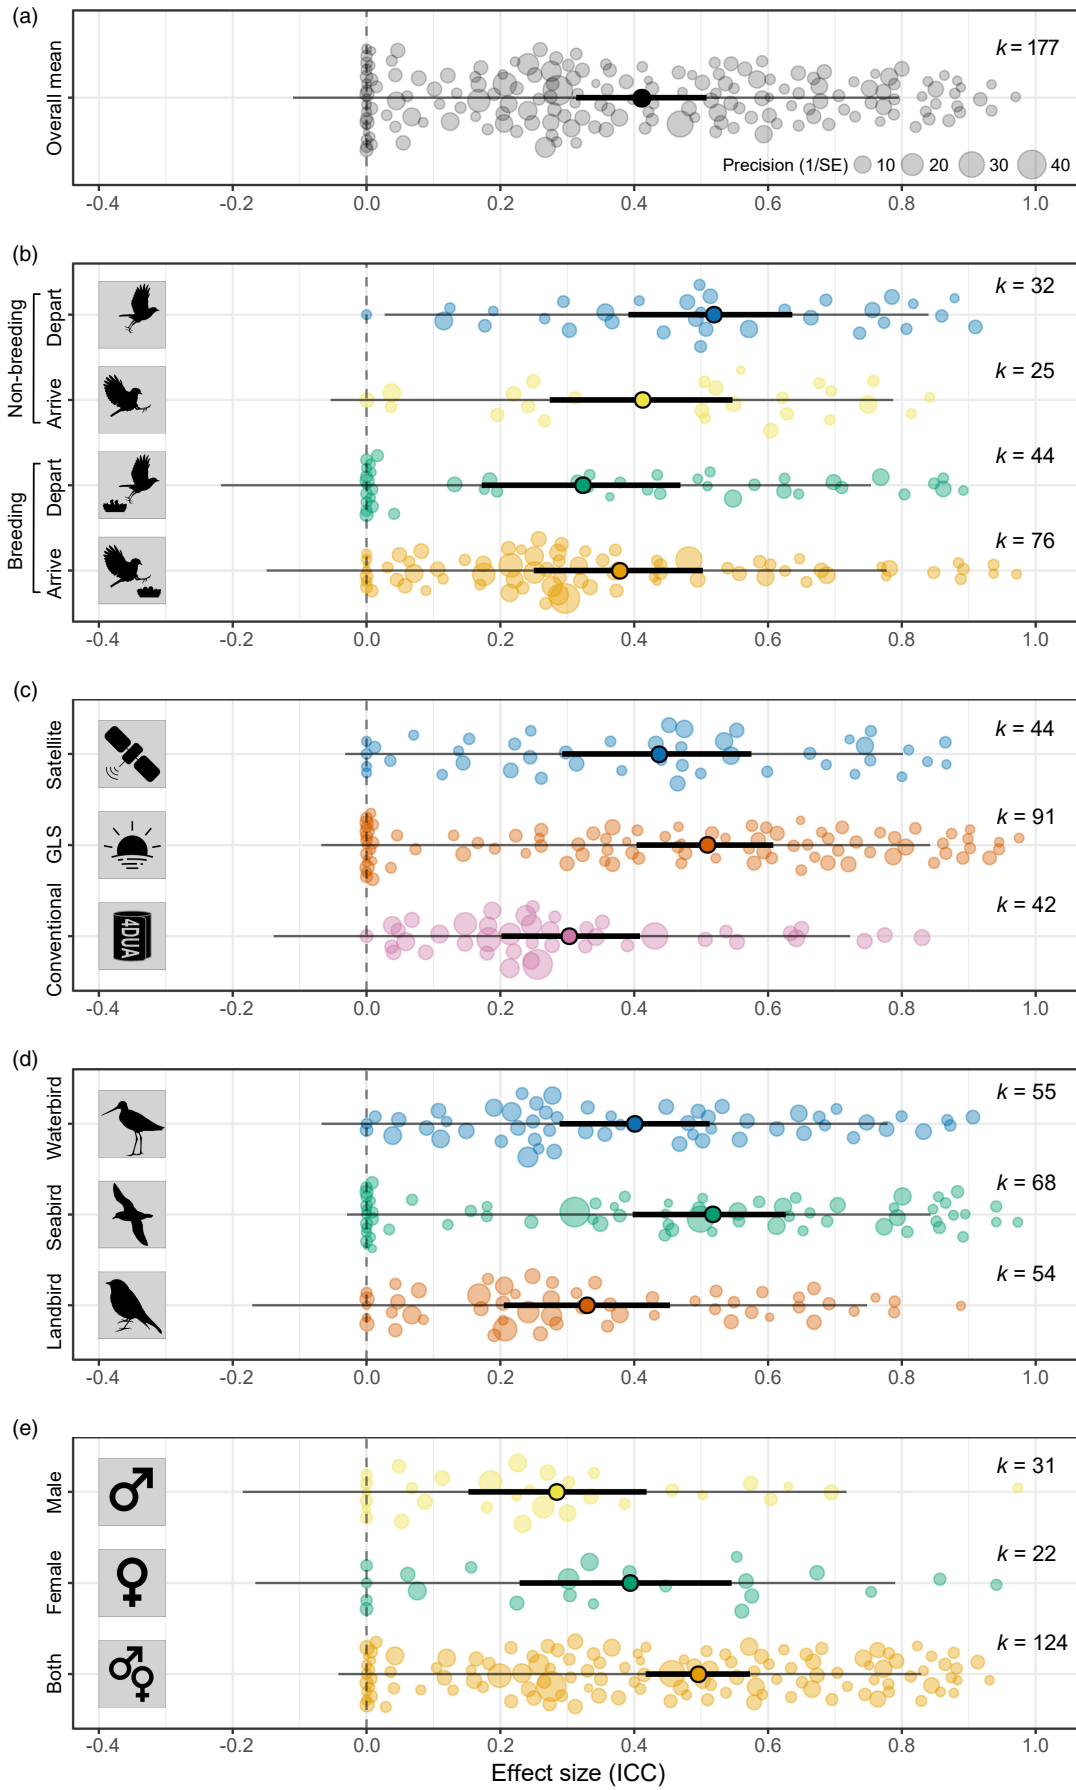 (a)
Overall mean
k = 177
Precision (1/SE) 10 20 30 40
-0.4 -0.2 0.0 0.2 0.4 0.6 0.8 1.0
(b)
Non-breeding
Depart
k = 32
Arrive
k = 25
Breeding
Depart
k = 44
Arrive
k = 76
-0.4 -0.2 0.0 0.2 0.4 0.6 0.8 1.0
(c)
Satellite
k = 44
GLS
k = 91
Conventional
4DUA
k = 42
-0.4 -0.2 0.0 0.2 0.4 0.6 0.8 1.0
(d)
Waterbird
k = 55
Seabird
k = 68
Landbird
k = 54
-0.4 -0.2 0.0 0.2 0.4 0.6 0.8 1.0
(e)
Male
k = 31
Female
k = 22
Both
k = 124
-0.4 -0.2 0.0 0.2 0.4 0.6 0.8 1.0
Effect size (ICC)